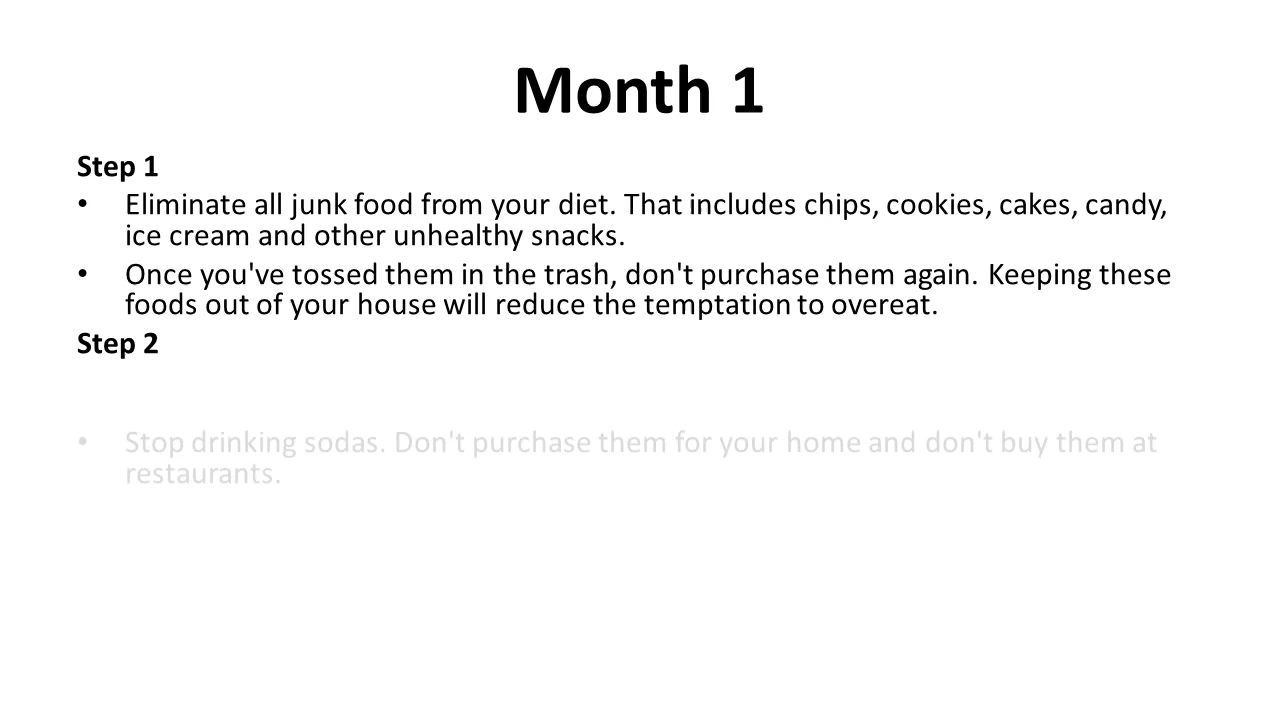 Month 1
Step 1
• Eliminate all junk food from your diet. That includes chips, cookies, cakes, candy,
ice cream and other unhealthy snacks.
• Once you've tossed them in the trash, don't purchase them again. Keeping these
foods out of your house will reduce the temptation to overeat.
Step 2
• Stop drinking sodas. Don't purchase them for your home and don't buy them at
restaurants.